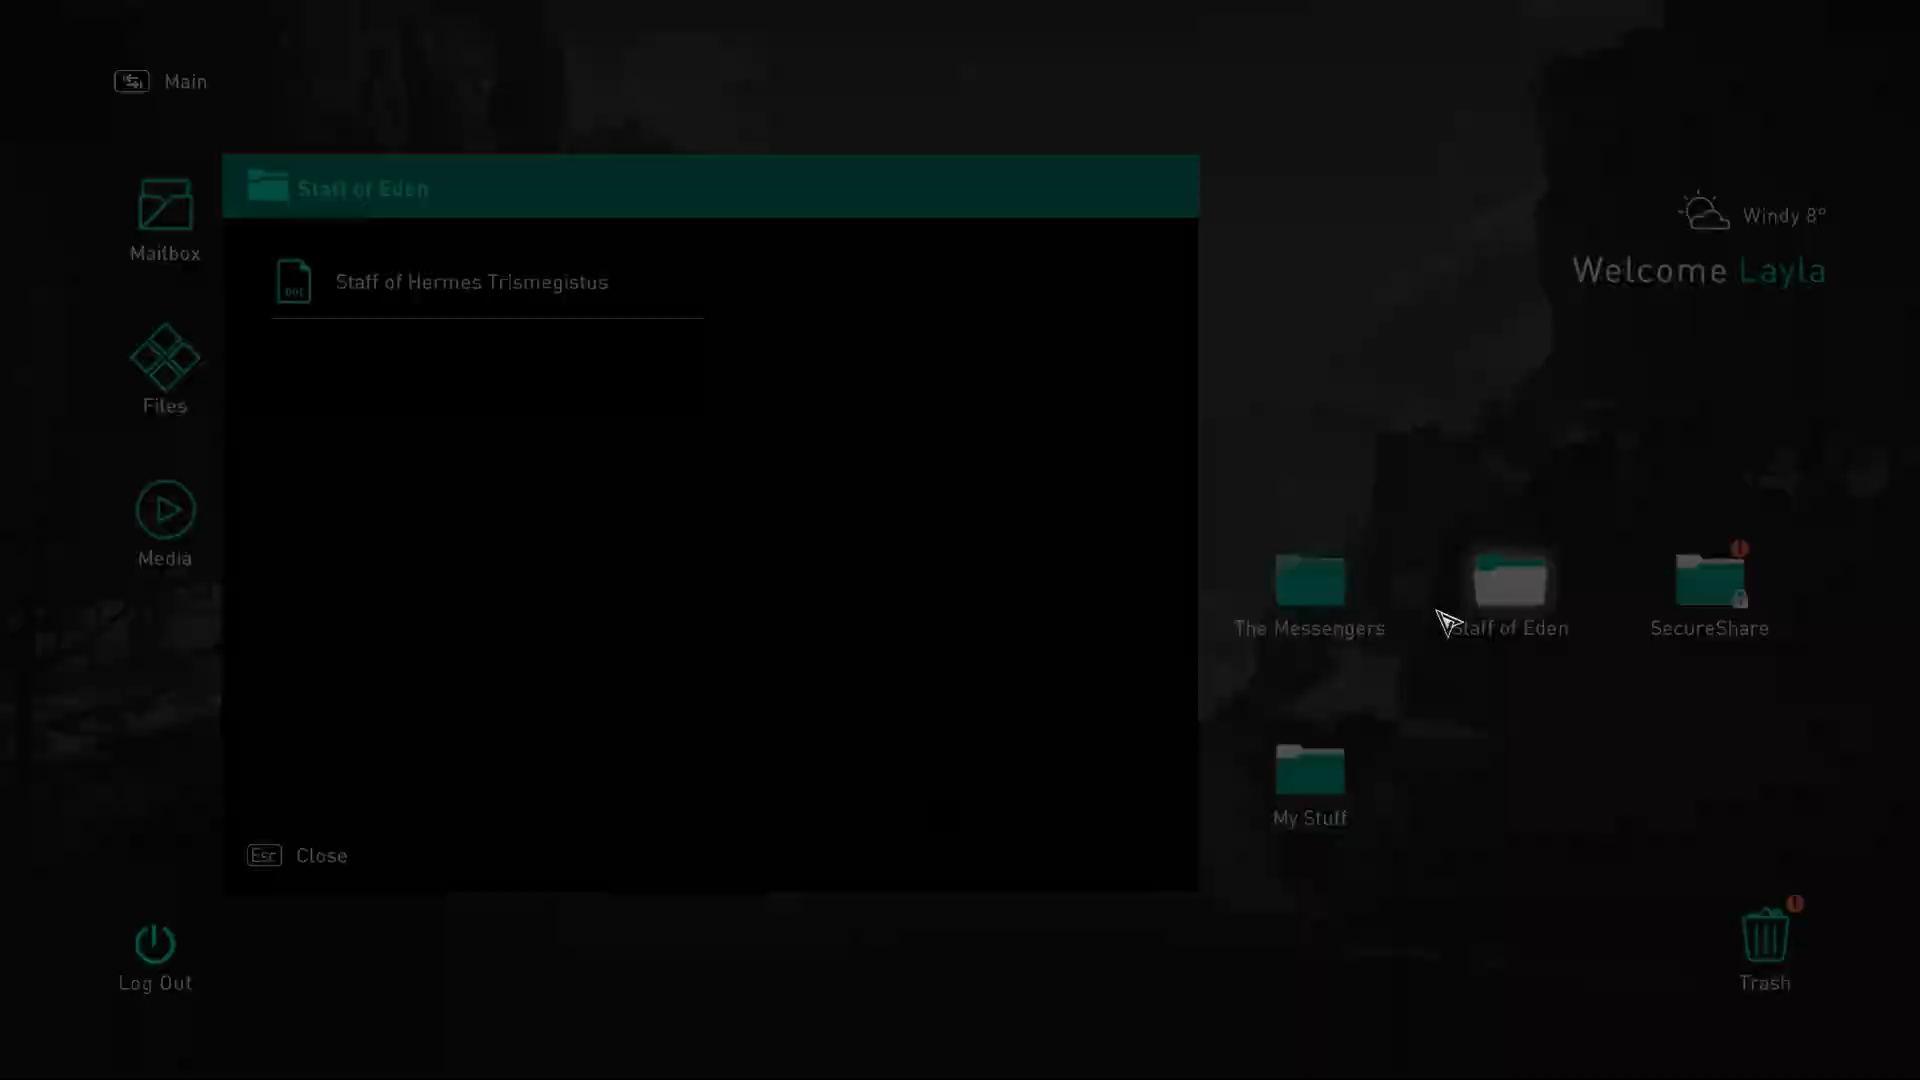 Main
Staff of Eden
Mailbox
Windy 8°
Welcome Layla
DOC
Staff of Hermes Trismegistus
Files
Media
The Messengers
Staff of Eden
SecureShare
My Stuff
Esc Close
Log Out
Trash